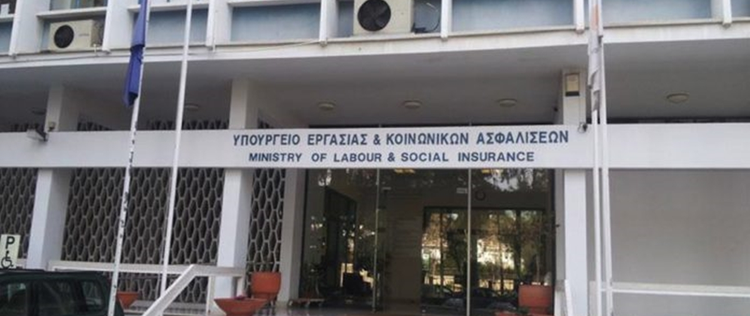 ΥΠΟΥΡΓΕΙΟ ΕΡΓΑΣΙΑΣ & ΚΟΙΝΩΝΙΚΩΝ ΑΣΦΑΛΙΣΕΩΝ
MINISTRY OF LABOUR & SOCIAL INSURANCE
P